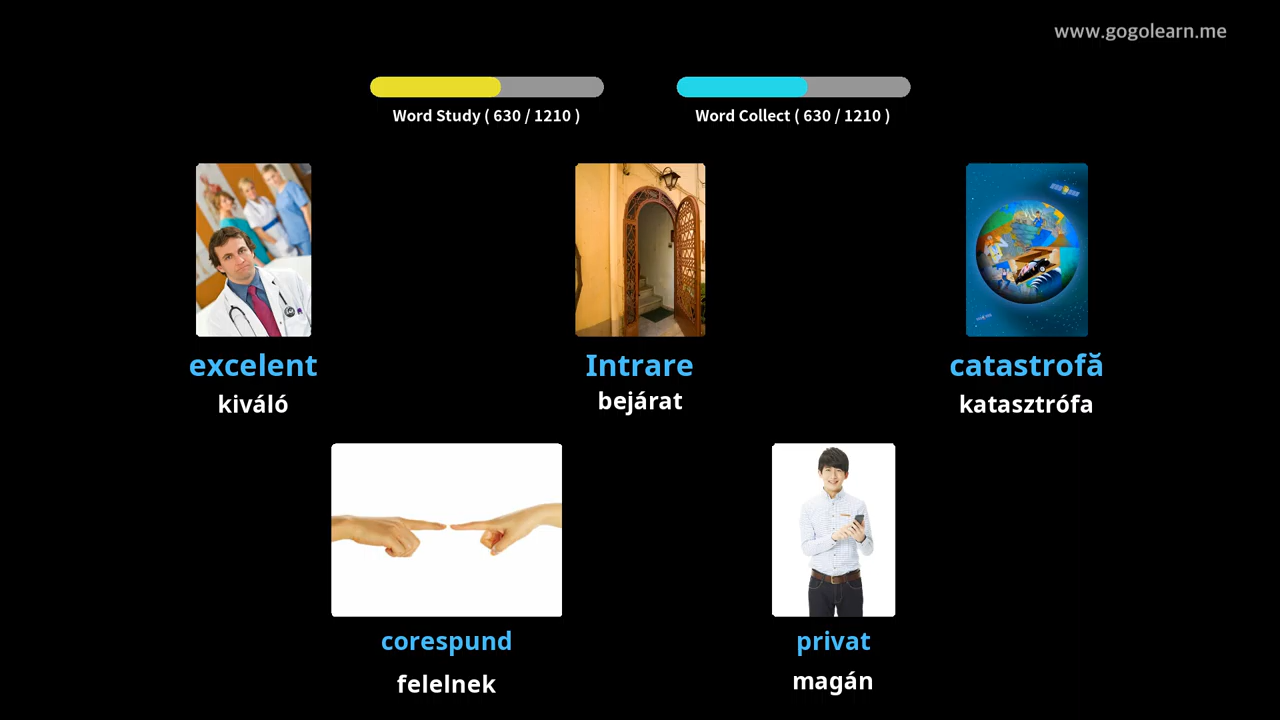 www.gogolearn.me
Word Study ( 630 / 1210 )
Word Collect ( 630 / 1210 )
excelent
kiváló
Intrare
bejárat
catastrofă
katasztrófa
corespund
felelnek
privat
magán